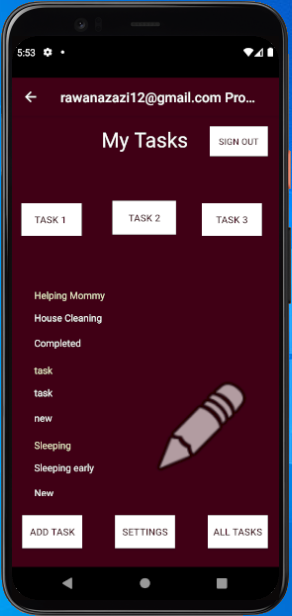 5:53
rawanazazi12@gmail.com Pro...
My Tasks
SIGN OUT
TASK 1
TASK 2
TASK 3
Helping Mommy
House Cleaning
Completed
task
task
new
Sleeping
Sleeping early
New
ADD TASK
SETTINGS
ALL TASKS